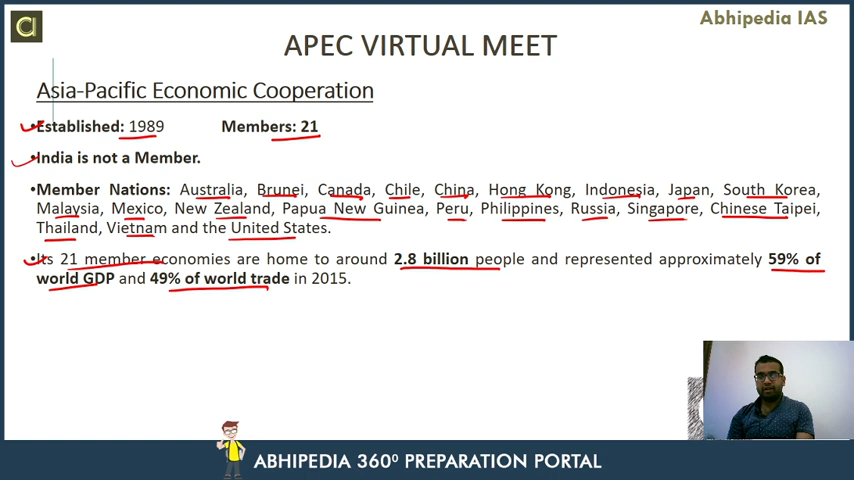 Abhipedia IAS
APEC VIRTUAL MEET
Asia-Pacific Economic Cooperation
•Established: 1989 Members: 21
•India is not a Member.
•Member Nations: Australia, Brunei, Canada, Chile, China, Hong Kong, Indonesia, Japan, South Korea,
Malaysia, Mexico, New Zealand, Papua New Guinea, Peru, Philippines, Russia, Singapore, Chinese Taipei,
Thailand, Vietnam and the United States.
•Its 21 member economies are home to around 2.8 billion people and represented approximately 59% of
world GDP and 49% of world trade in 2015.
ABHIPEDIA 360⁰ PREPARATION PORTAL